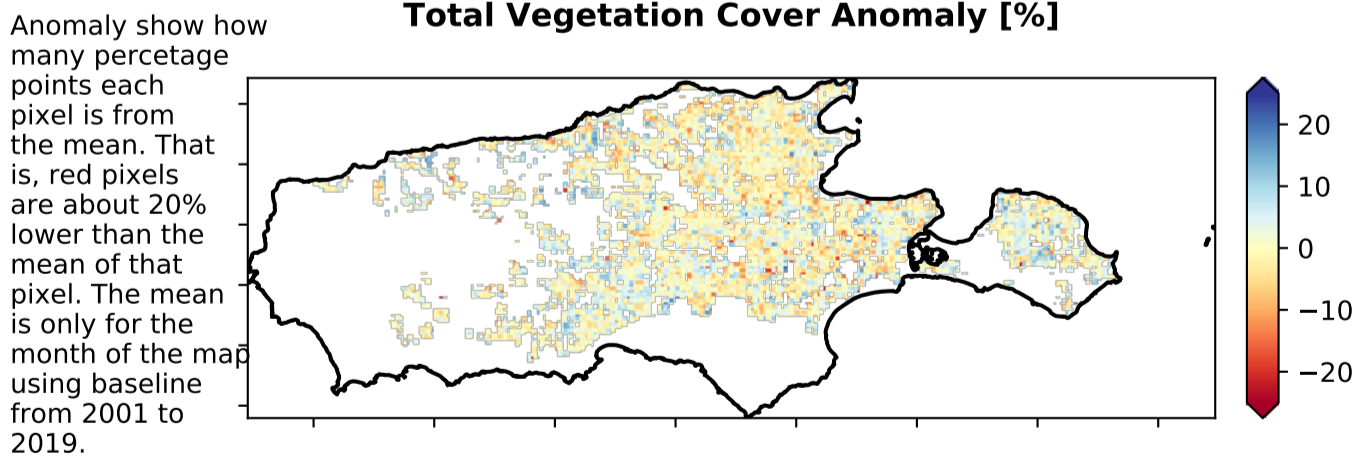 Total Vegetation Cover Anomaly [%]
Anomaly show how
many percetage
points each
pixel is from
the mean. That
is, red pixels
are about 20%
lower than the
mean of that
pixel. The mean
is only for the
month of the map
using baseline
from 2001 to
2019.
20
10
0
−10
−20